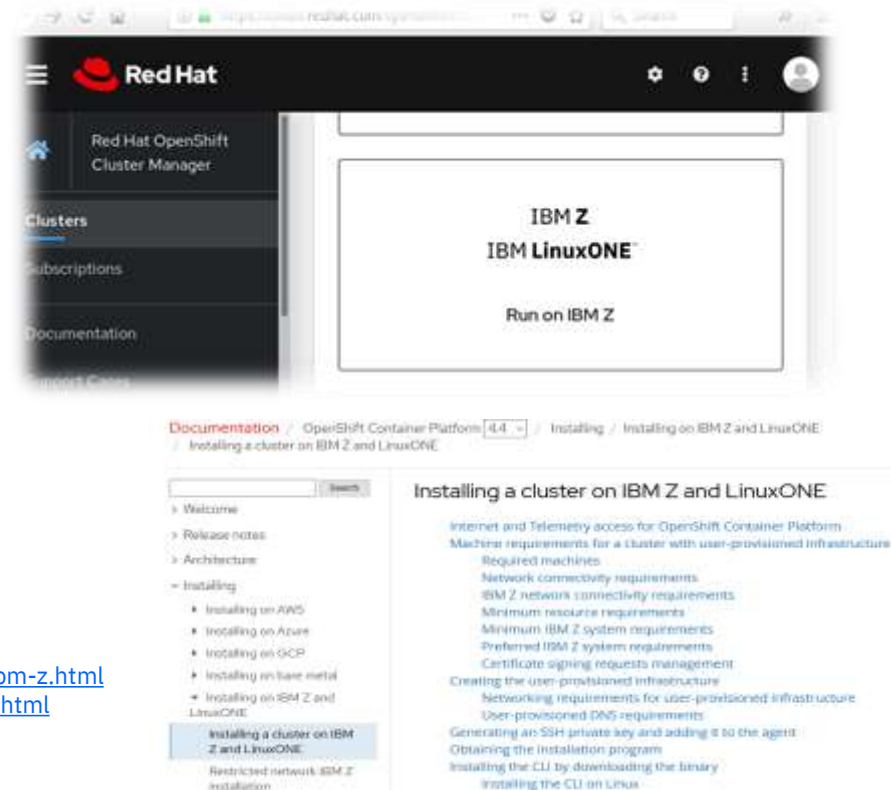 redhat.com
Search
Red Hat
Red Hat OpenShift
Cluster Manager
Clusters
Subscriptions
Documentation
Support Cases
IBM Z
IBM LinuxONE™
Run on IBM Z
Documentation / OpenShift Container Platform 4.4 / Installing / Installing on IBM Z and LinuxONE
/ Installing a cluster on IBM Z and LinuxONE
Search
Welcome
Release notes
Architecture
Installing
Installing on AWS
Installing on Azure
Installing on GCP
Installing on bare metal
Installing on IBM Z and
LinuxONE
Installing a cluster on IBM
Z and LinuxONE
Restricted network IBM Z
installation
Installing a cluster on IBM Z and LinuxONE
Internet and Telemetry access for OpenShift Container Platform
Machine requirements for a cluster with user-provisioned infrastructure
Required machines
Network connectivity requirements
IBM Z network connectivity requirements
Minimum resource requirements
Minimum IBM Z system requirements
Preferred IBM Z system requirements
Certificate signing requests management
Creating the user-provisioned infrastructure
Networking requirements for user-provisioned infrastructure
User-provisioned DNS requirements
Generating an SSH private key and adding it to the agent
Obtaining the installation program
Installing the CLI by downloading the binary
Installing the CLI on Linux
bm-z.html
html